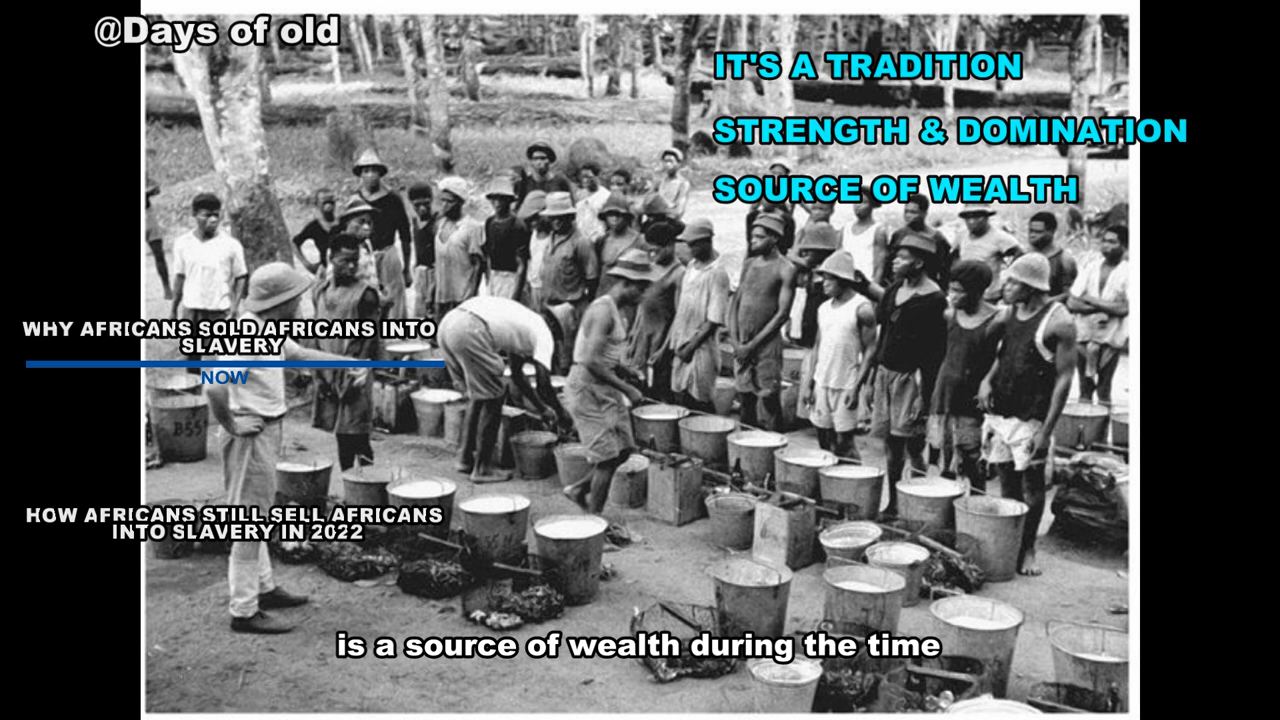 @Days of old
IT'S A TRADITION
STRENGTH & DOMINATION
SOURCE OF WEALTH
WHY AFRICANS SOLD AFRICANS INTO
SLAVERY
NOW
B55
HOW AFRICANS STILL SELL AFRICANS
INTO SLAVERY IN 2022
is a source of wealth during the time